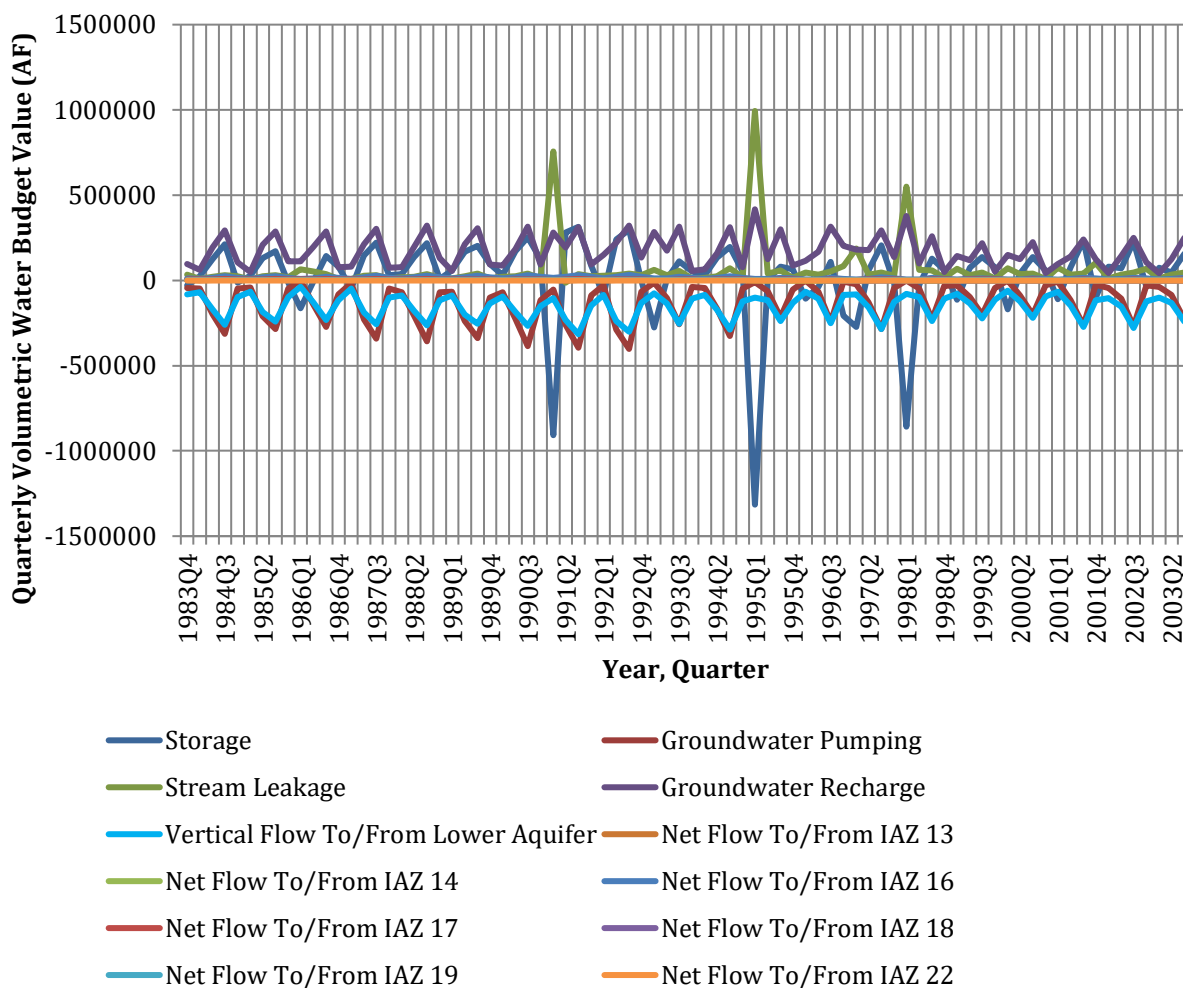 Quarterly Volumetric Water Budget Value (AF)
1500000
1000000
500000
0
-500000
-1000000
-1500000
1983Q4
1984Q3
1985Q2
1986Q1
1986Q4
1987Q3
1988Q2
1989Q1
1989Q4
1990Q3
1991Q2
1992Q1
1992Q4
1993Q3
1994Q2
1995Q1
1995Q4
1996Q3
1997Q2
1998Q1
1998Q4
1999Q3
2000Q2
2001Q1
2001Q4
2002Q3
2003Q2
Year, Quarter
Storage
Groundwater Pumping
Stream Leakage
Groundwater Recharge
Vertical Flow To/From Lower Aquifer
Net Flow To/From IAZ 13
Net Flow To/From IAZ 14
Net Flow To/From IAZ 16
Net Flow To/From IAZ 17
Net Flow To/From IAZ 18
Net Flow To/From IAZ 19
Net Flow To/From IAZ 22